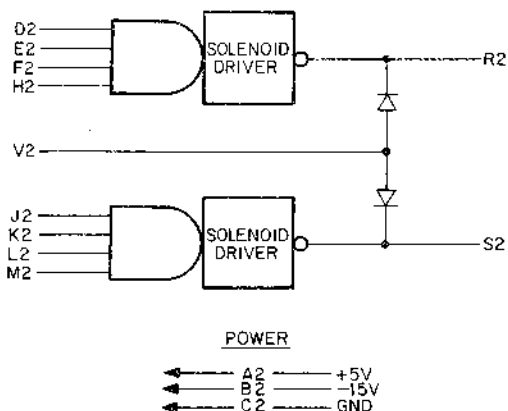 D2
E2
F2
H2
SOLENOID
DRIVER
R2
V2
J2
K2
L2
M2
SOLENOID
DRIVER
S2
POWER
A2 +5V
B2 -15V
C2 GND